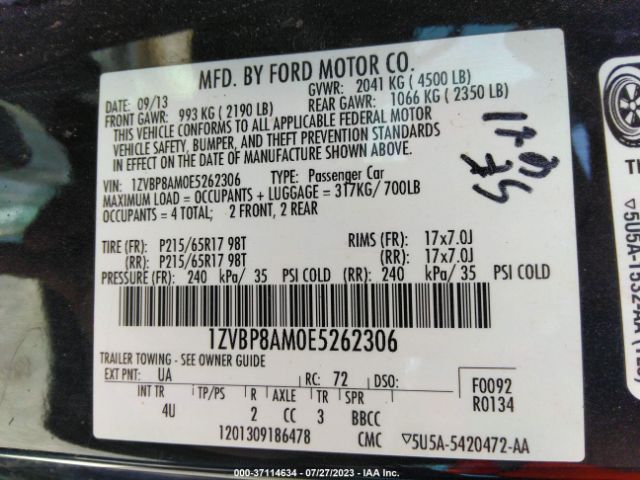 MFD. BY FORD MOTOR CO.
DATE: 09/13 GVWR: 2041 KG ( 4500 LB)
FRONT GAWR: 993 KG ( 2190 LB) REAR GAWR: 1066 KG ( 2350 LB)
THIS VEHICLE CONFORMS TO ALL APPLICABLE FEDERAL MOTOR
VEHICLE SAFETY, BUMPER, AND THEFT PREVENTION STANDARDS
IN EFFECT ON THE DATE OF MANUFACTURE SHOWN ABOVE.
VIN: 1ZVBP8AM0E5262306 TYPE: Passenger Car
MAXIMUM LOAD = OCCUPANTS + LUGGAGE = 317KG/ 700LB
OCCUPANTS = 4 TOTAL; 2 FRONT, 2 REAR
TIRE (FR): P215/65R17 98T RIMS (FR): 17x7.0J
(RR): P215/65R17 98T (RR): 17x7.0J
PRESSURE (FR): 240 kPa/ 35 PSI COLD (RR): 240 kPa/ 35 PSI COLD
1ZVBP8AM0E5262306
TRAILER TOWING - SEE OWNER GUIDE
EXT PNT: UA RC: 72 DSO: F0092
INT TR TP/PS R AXLE TR SPR R0134
4U 2 CC 3 BBCC
1201309186478 CMC ▽5U5A-5420472-AA
000-37114634 / 07/27/2023 / IAA Inc.